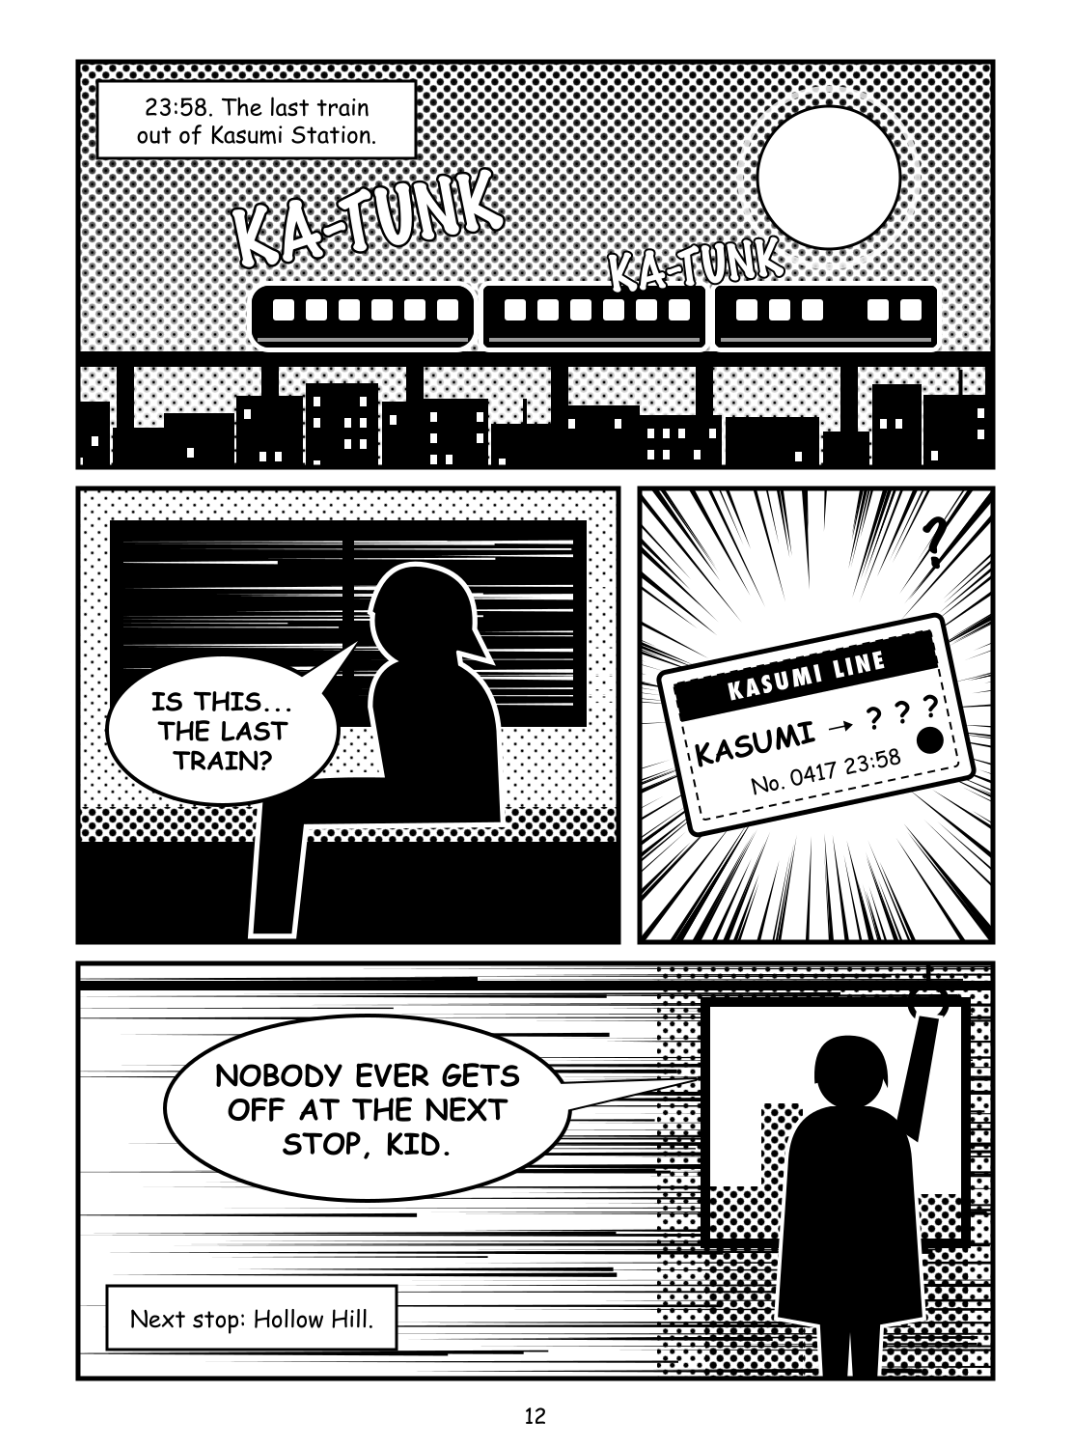 23:58. The last train
out of Kasumi Station.
KA-TUNK
KA-TUNK
IS THIS...
THE LAST
TRAIN?
?
KASUMI LINE
KASUMI → ? ? ?
No. 0417 23:58
NOBODY EVER GETS
OFF AT THE NEXT
STOP, KID.
Next stop: Hollow Hill.
12